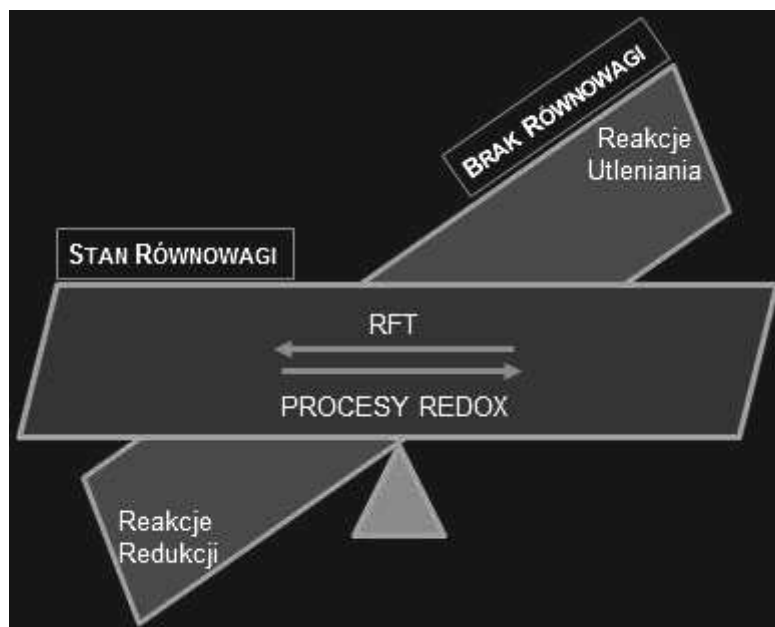 BRAK RÓWNOWAGI
Reakcje
Utleniania
STAN RÓWNOWAGI
RFT
PROCESY REDOX
Reakcje
Redukcji